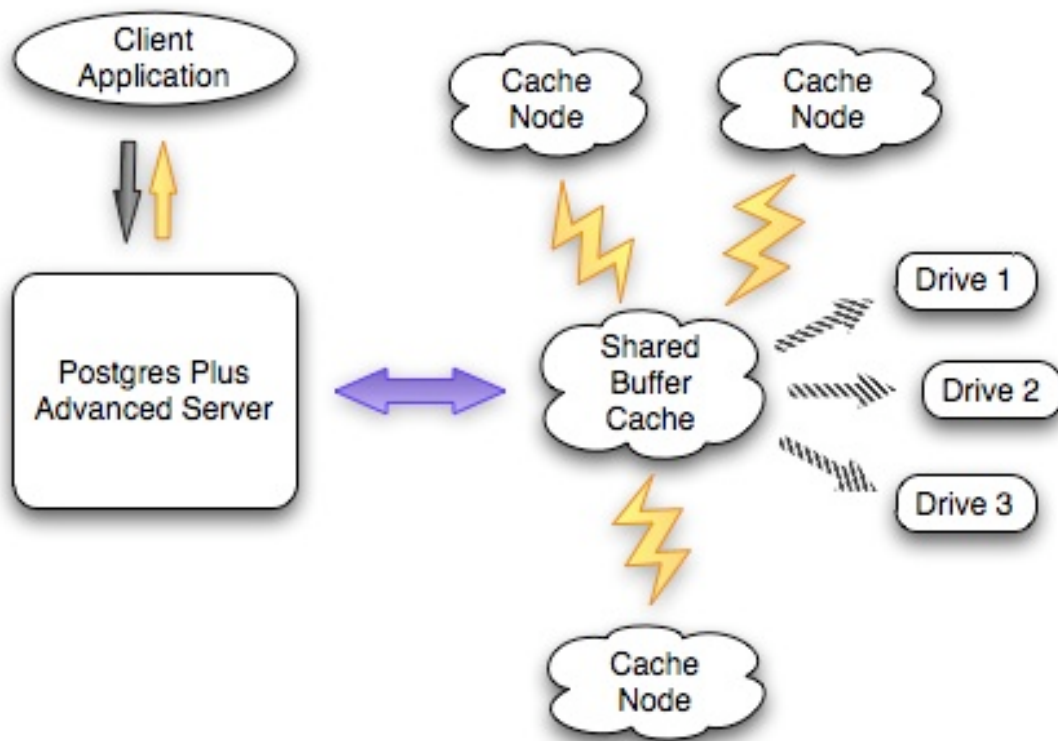 Client
Application
Cache
Node
Cache
Node
Postgres Plus
Advanced Server
Shared
Buffer
Cache
Drive 1
Drive 2
Drive 3
Cache
Node